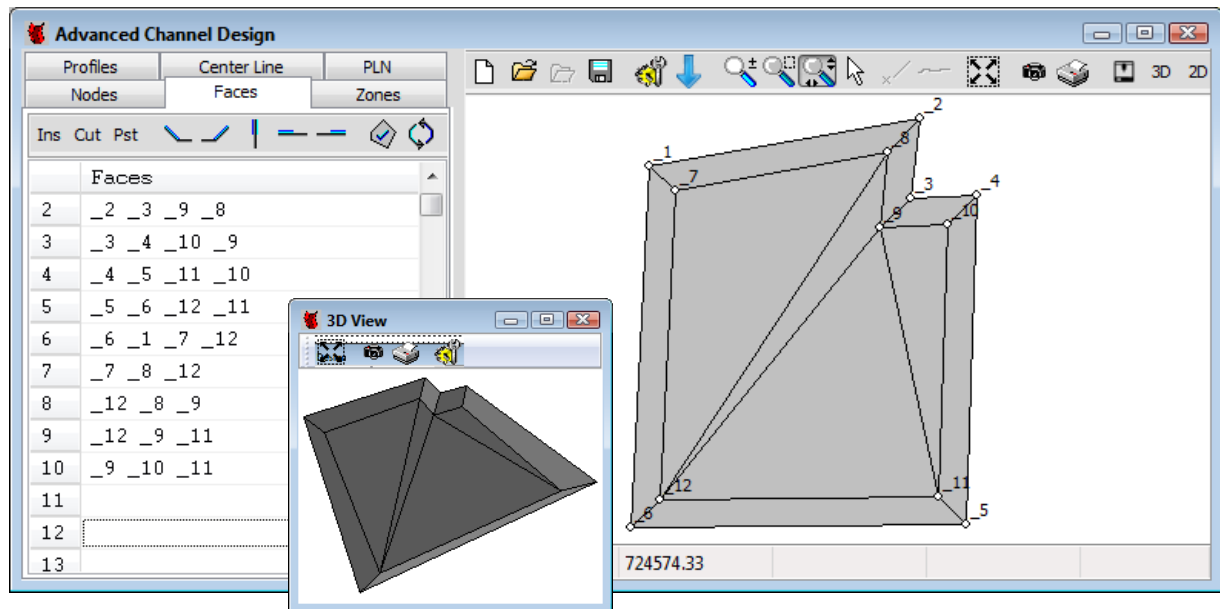 Advanced Channel Design
Profiles Center Line PLN
Nodes Faces Zones
Ins Cut Pst
3D 2D
Faces
2 _2 _3 _9 _8
3 _3 _4 _10 _9
4 _4 _5 _11 _10
5 _5 _6 _12 _11
6 _6 _1 _7 _12
7 _7 _8 _12
8 _12 _8 _9
9 _12 _9 _11
10 _9 _10 _11
11
12
13
3D View
_2
_8
_1
_7
_3
_4
_9
_10
_12
_11
_6
_5
724574.33